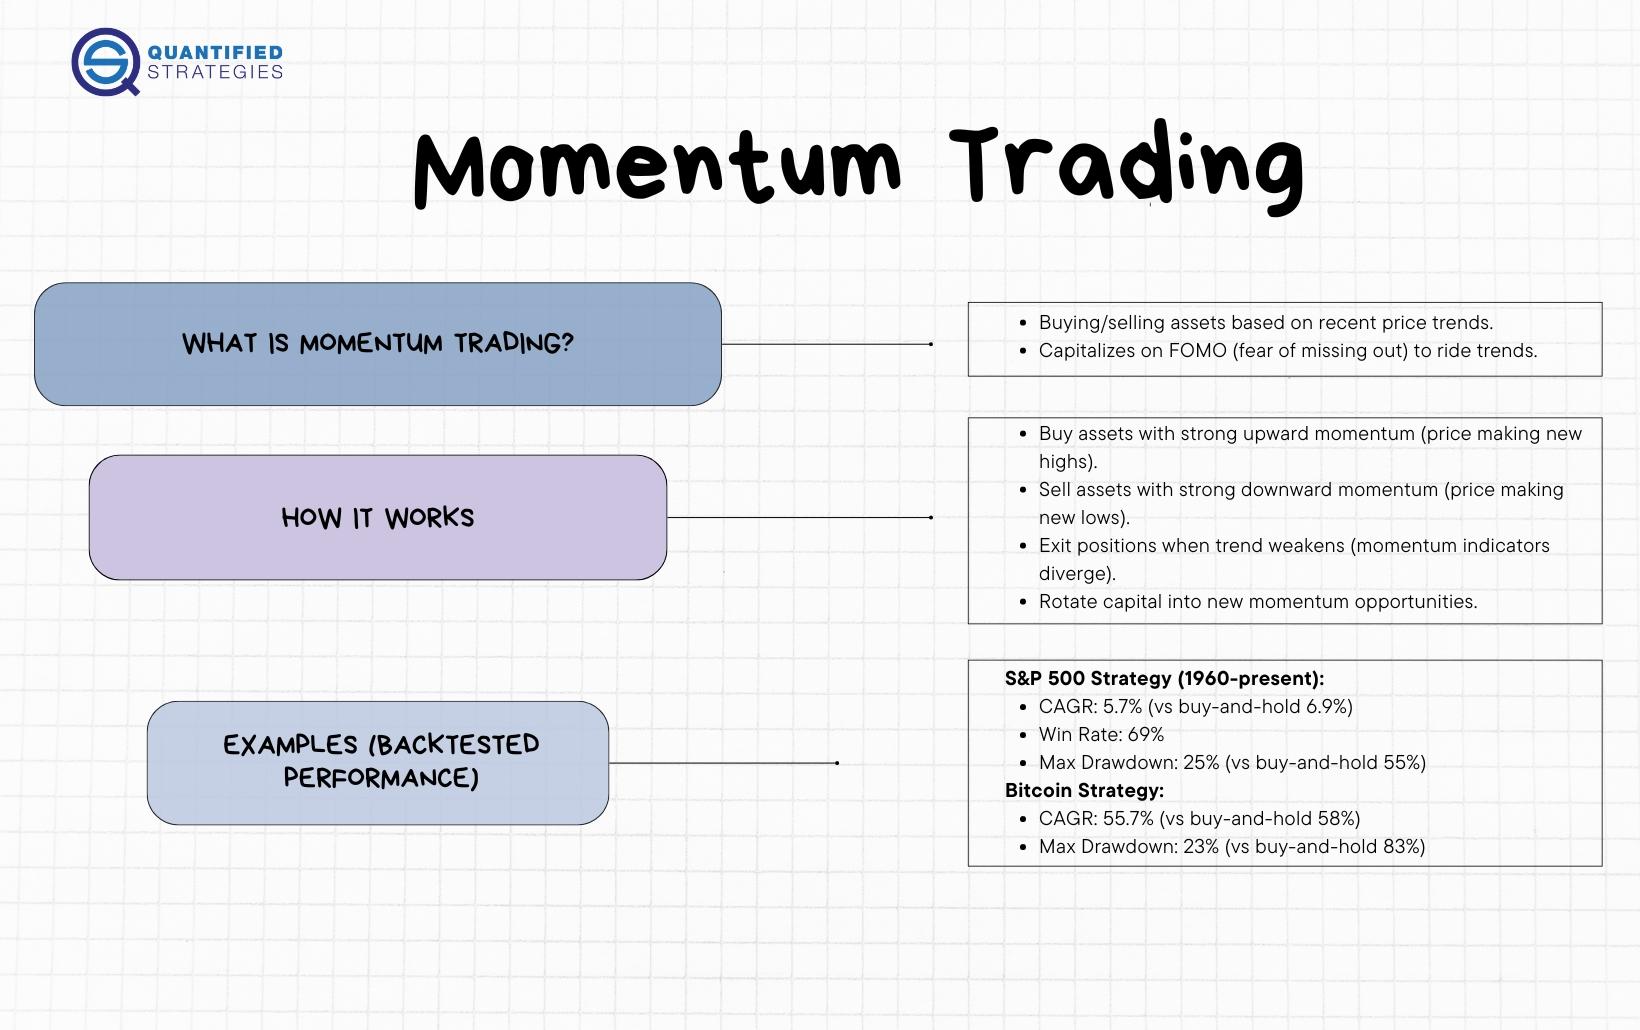 QUANTIFIED
STRATEGIES
Momentum Trading
WHAT IS MOMENTUM TRADING?
• Buying/selling assets based on recent price trends.
• Capitalizes on FOMO (fear of missing out) to ride trends.
HOW IT WORKS
• Buy assets with strong upward momentum (price making new
highs).
• Sell assets with strong downward momentum (price making
new lows).
• Exit positions when trend weakens (momentum indicators
diverge).
• Rotate capital into new momentum opportunities.
EXAMPLES (BACKTESTED
PERFORMANCE)
S&P 500 Strategy (1960-present):
• CAGR: 5.7% (vs buy-and-hold 6.9%)
• Win Rate: 69%
• Max Drawdown: 25% (vs buy-and-hold 55%)
Bitcoin Strategy:
• CAGR: 55.7% (vs buy-and-hold 58%)
• Max Drawdown: 23% (vs buy-and-hold 83%)